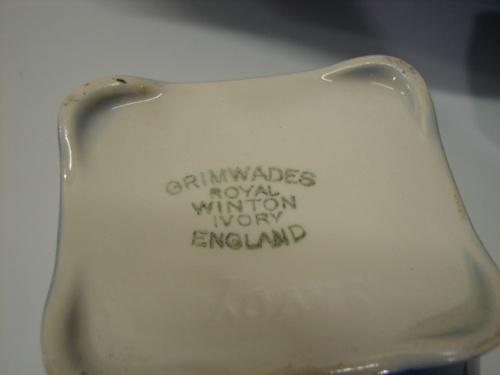 GRIMWADES
ROYAL
WINTON
IVORY
ENGLAND